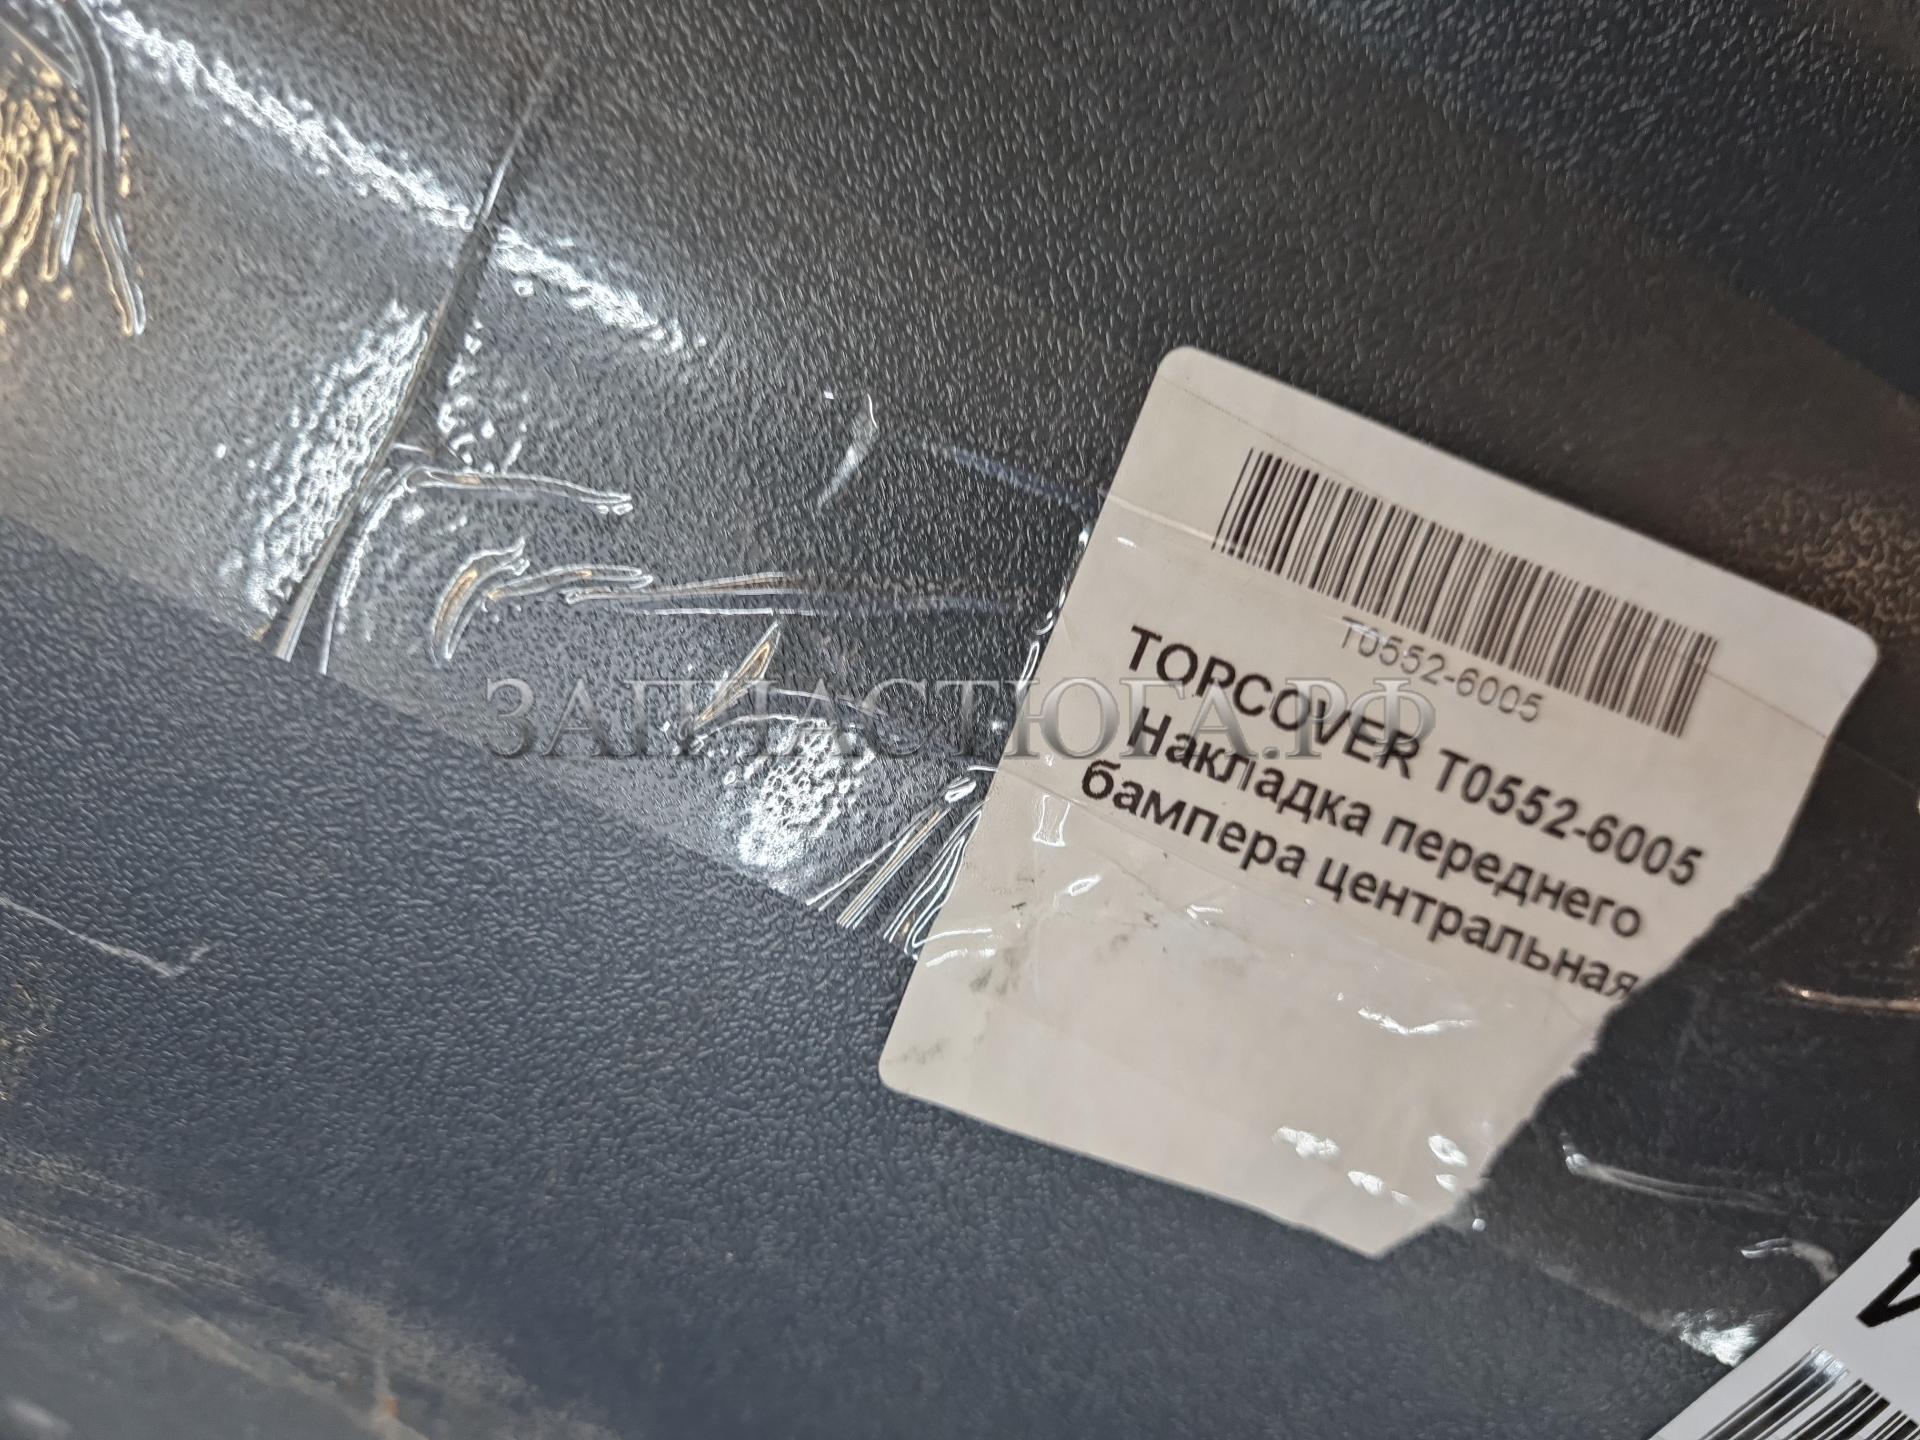 T0552-6005
TOPCOVER T0552-6005
Накладка переднего
бампера центральная
ЗАПЧАСТЮГА.РФ